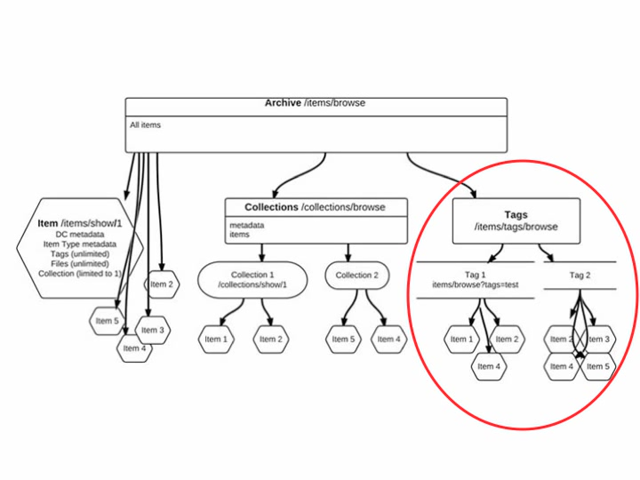 Archive /items/browse
All items
Item /items/show/1
DC metadata
Item Type metadata
Tags (unlimited)
Files (unlimited)
Collection (limited to 1)
Item 2
Item 5
Item 3
Item 4
Collections /collections/browse
metadata
items
Collection 1
/collections/show/1
Collection 2
Item 1
Item 2
Item 5
Item 4
Tags
/items/tags/browse
Tag 1
items/browse?tags=test
Tag 2
Item 1
Item 2
Item 4
Item 2
Item 3
Item 4
Item 5